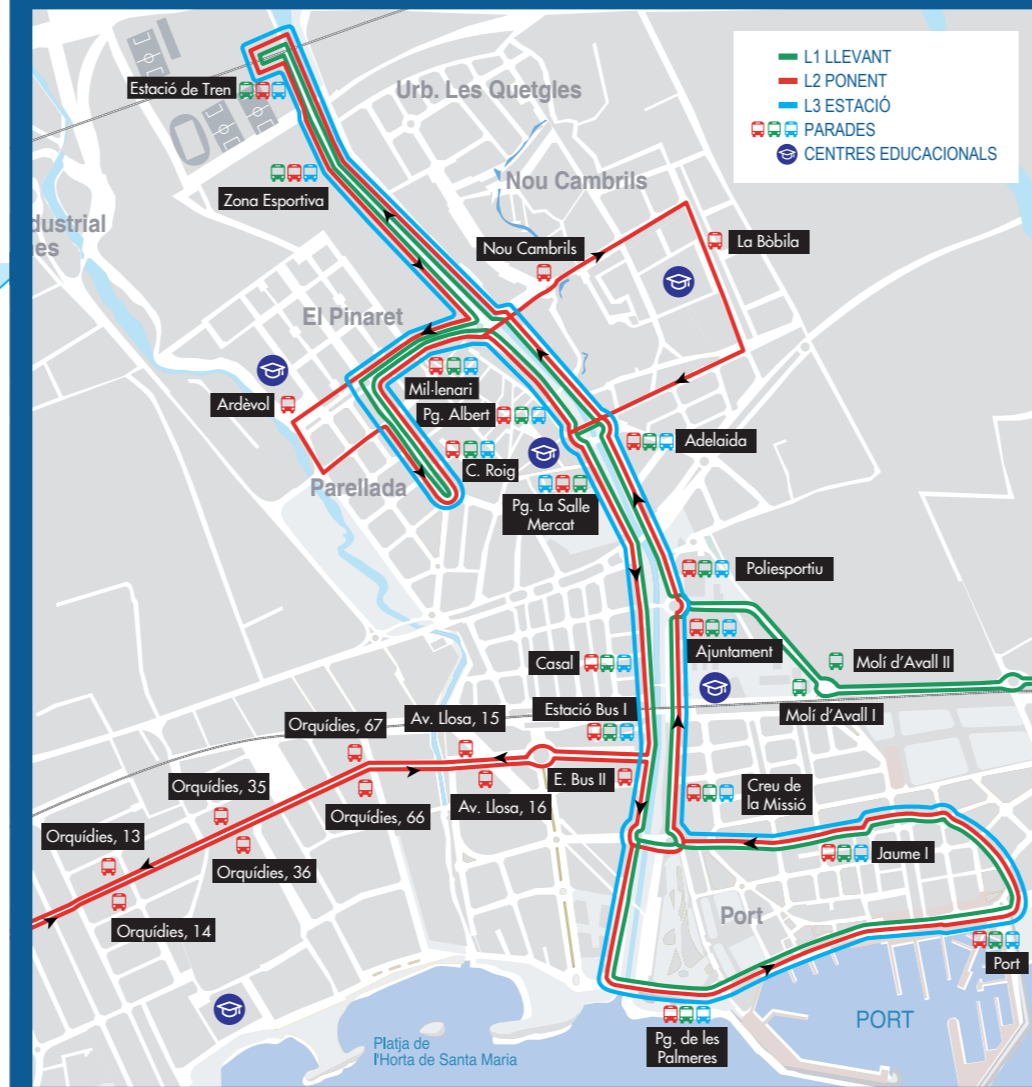 L1 LLEVANT
L2 PONENT
L3 ESTACIÓ
PARADES
CENTRES EDUCACIONALS
Estació de Tren
Urb. Les Quetgles
Zona Esportiva
Nou Cambrils
dustrial
nes
Nou Cambrils
La Bòbila
El Pinaret
Mil·lenari
Ardèvol
Pg. Albert
Adelaida
C. Roig
Parellada
Pg. La Salle
Mercat
Poliesportiu
Ajuntament
Casal
Molí d'Avall II
Estació Bus I
Molí d'Avall I
Av. Llosa, 15
Orquídies, 67
E. Bus II
Orquídies, 35
Av. Llosa, 16
Creu de
la Missió
Orquídies, 66
Orquídies, 13
Jaume I
Orquídies, 36
Port
Orquídies, 14
Port
PORT
Pg. de les
Palmeres
Platja de
l'Horta de Santa Maria